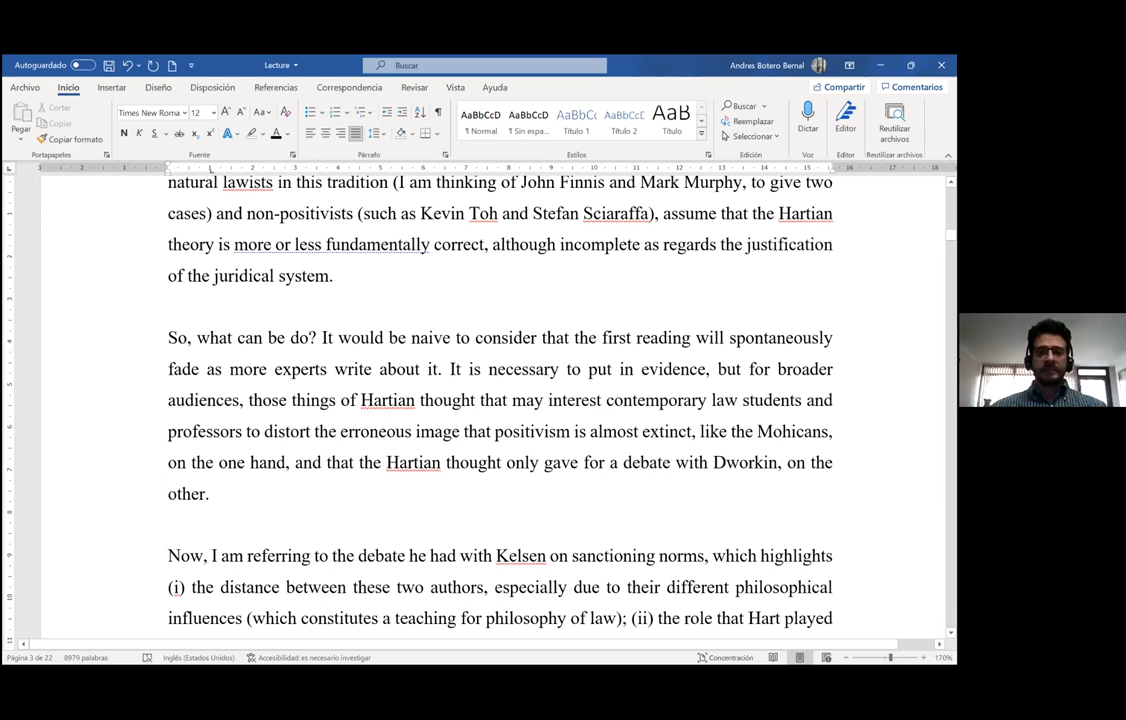 Autoguardado
Lecture
Buscar
Andres Botero Bernal
Archivo Inicio Insertar Diseño Disposición Referencias Correspondencia Revisar Vista Ayuda
Compartir Comentarios
Pegar
Cortar
Copiar
Copiar formato
Portapapeles
Times New Roma 12
N K S
Fuente
Párrafo
AaBbCcD AaBbCcD AaBbCc AaBbCcC AaB
¶ Normal ¶ Sin espa... Título 1 Título 2 Título
Estilos
Buscar
Reemplazar
Seleccionar
Edición
Dictar
Voz
Editor
Editor
Reutilizar archivos
Reutilizar archivos
natural lawists in this tradition (I am thinking of John Finnis and Mark Murphy, to give two
cases) and non-positivists (such as Kevin Toh and Stefan Sciaraffa), assume that the Hartian
theory is more or less fundamentally correct, although incomplete as regards the justification
of the juridical system.
So, what can be do? It would be naive to consider that the first reading will spontaneously
fade as more experts write about it. It is necessary to put in evidence, but for broader
audiences, those things of Hartian thought that may interest contemporary law students and
professors to distort the erroneous image that positivism is almost extinct, like the Mohicans,
on the one hand, and that the Hartian thought only gave for a debate with Dworkin, on the
other.
Now, I am referring to the debate he had with Kelsen on sanctioning norms, which highlights
(i) the distance between these two authors, especially due to their different philosophical
influences (which constitutes a teaching for philosophy of law); (ii) the role that Hart played
Página 3 de 22 8979 palabras Inglés (Estados Unidos) Accesibilidad: es necesario investigar
Concentración 170%